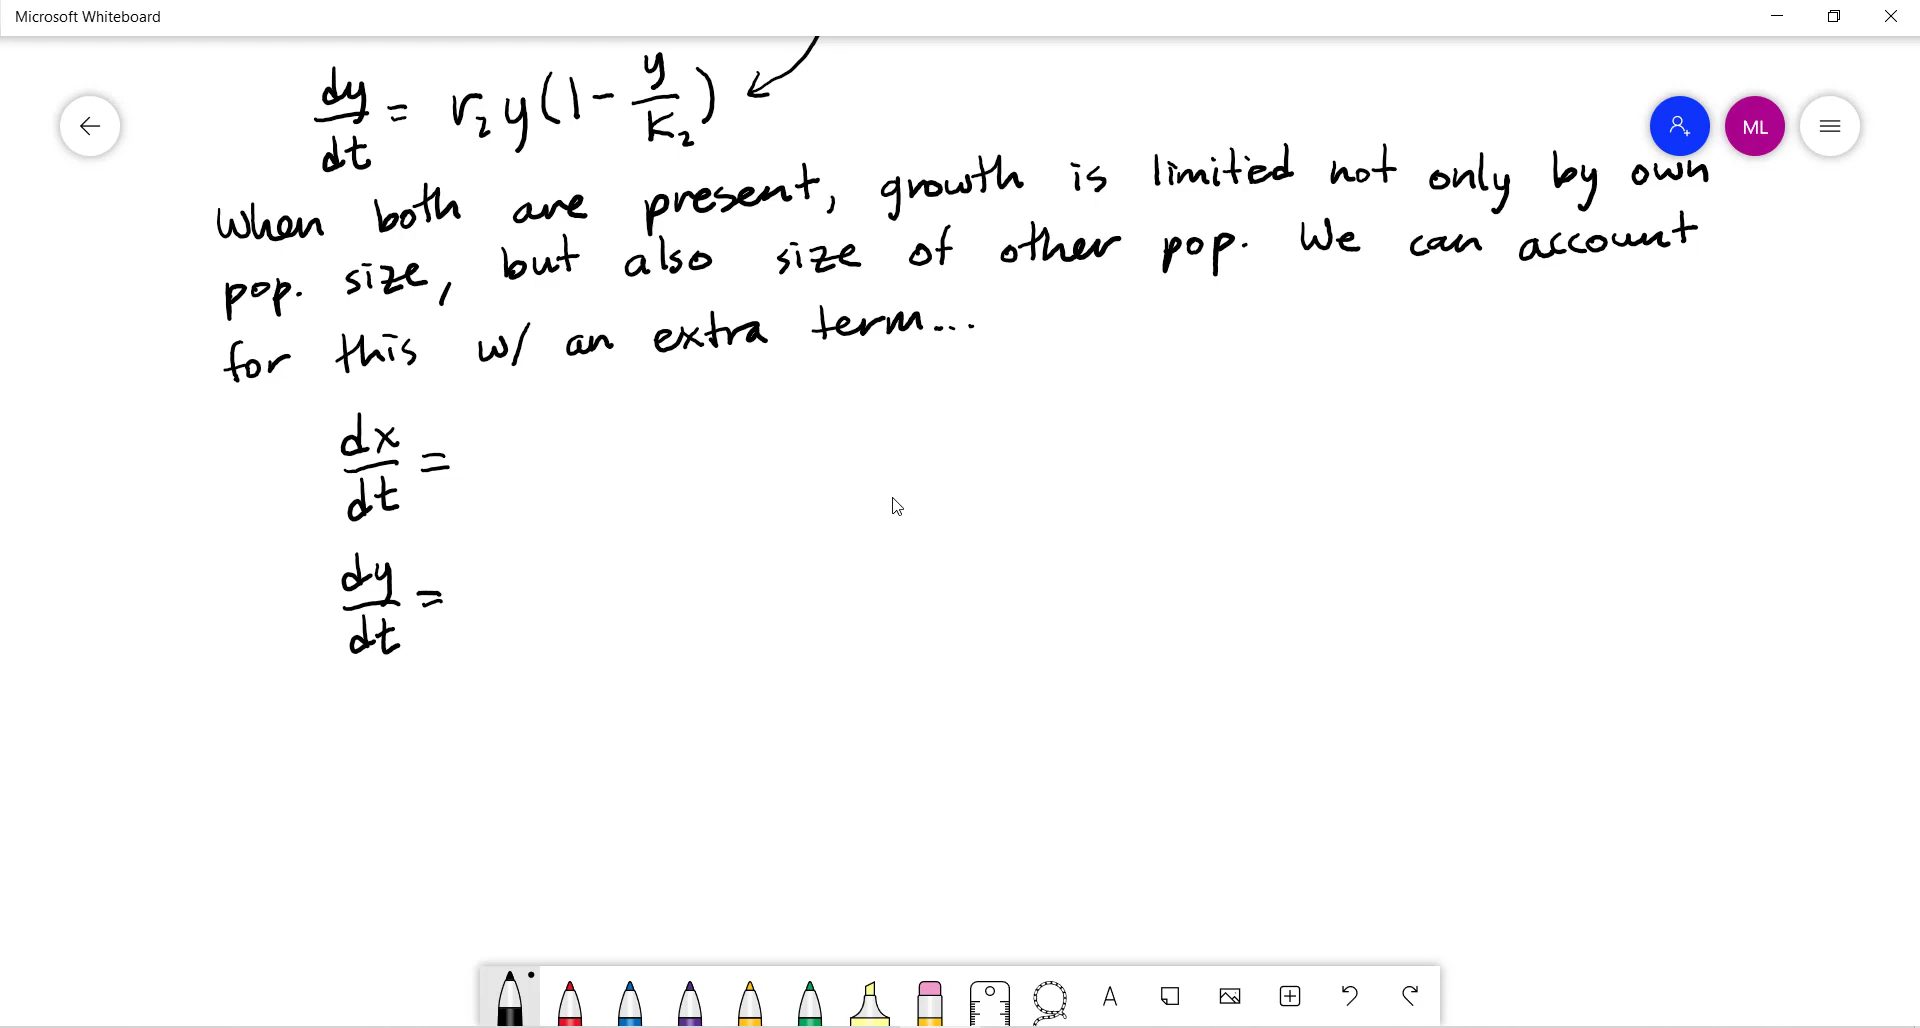 Microsoft Whiteboard
dy/dt = r₂y(1 - y/K₂)
ML
When both are present, growth is limited not only by own
pop. size, but also size of other pop. We can account
for this w/ an extra term...
dx/dt =
dy/dt =
A